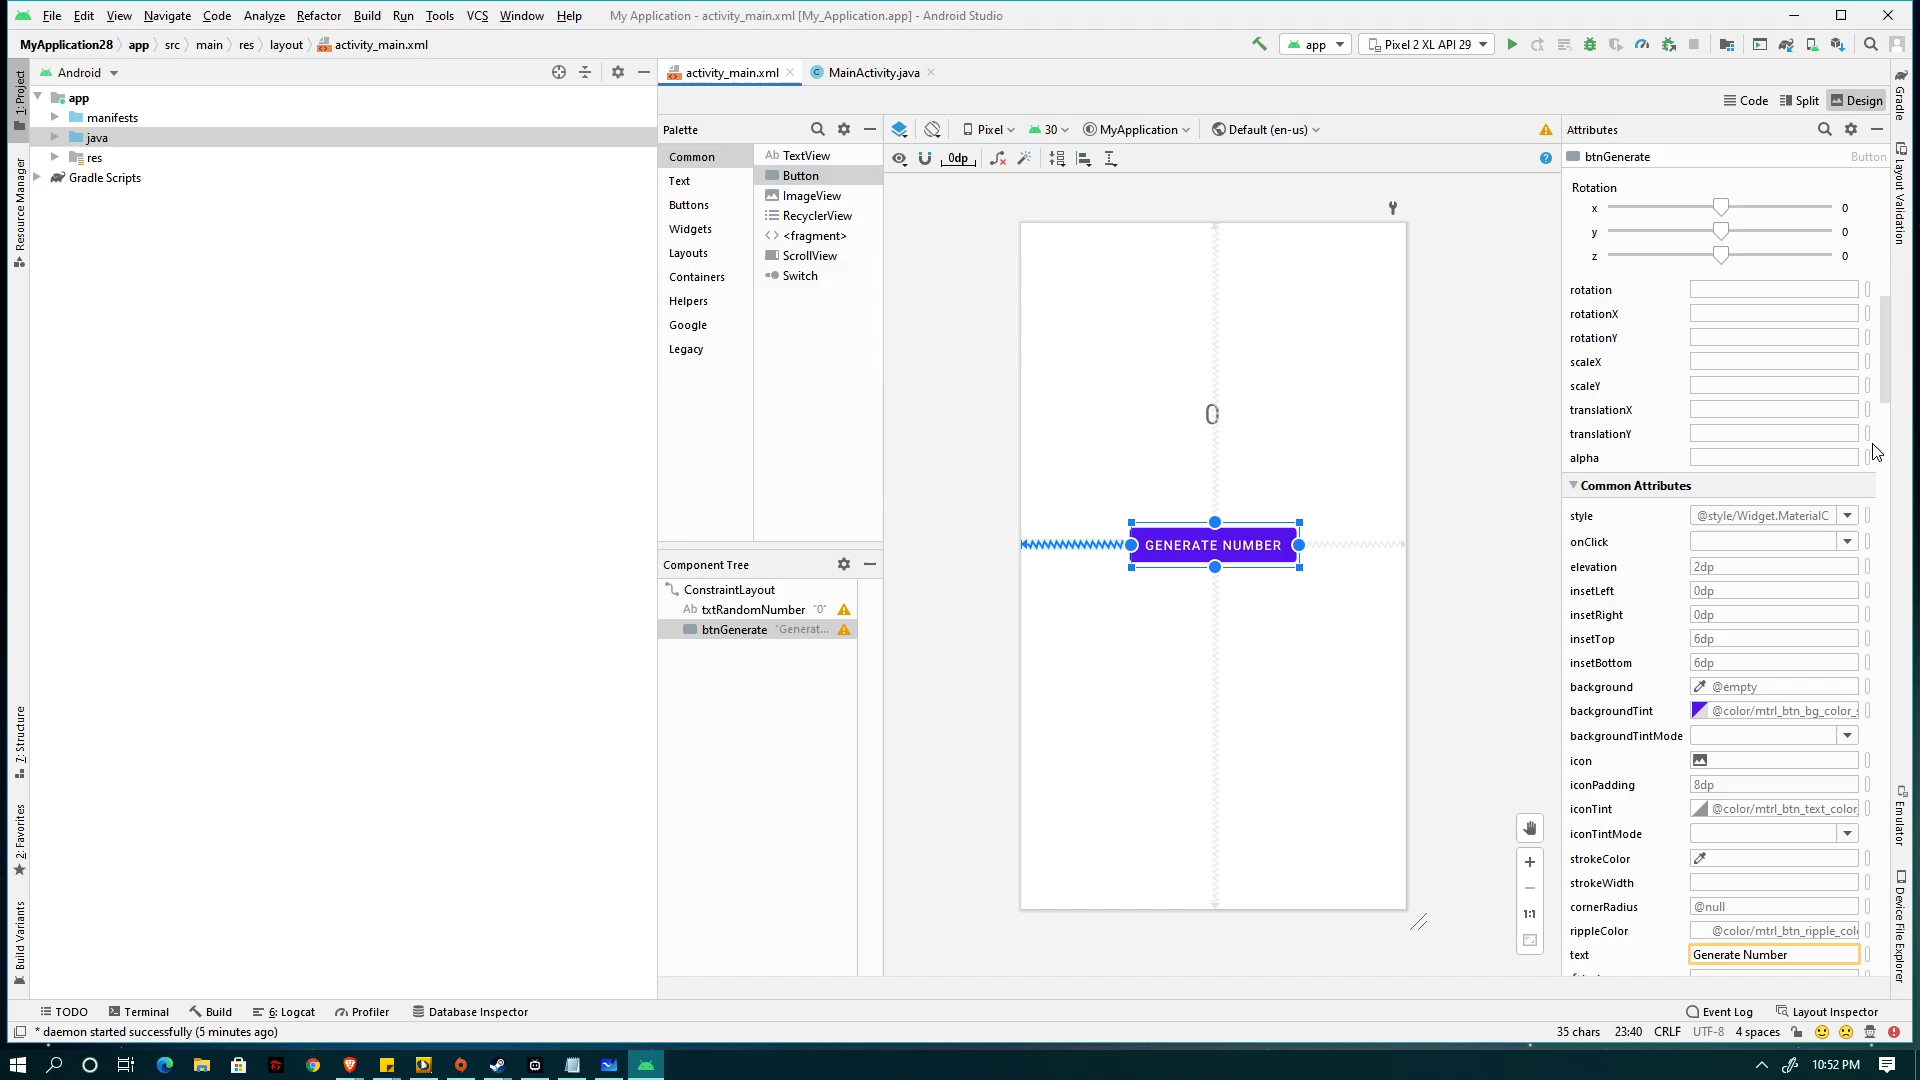 File Edit View Navigate Code Analyze Refactor Build Run Tools VCS Window Help My Application - activity_main.xml [My_Application.app] - Android Studio
MyApplication28 app src main res layout activity_main.xml
app Pixel 2 XL API 29
1: Project
Resource Manager
7: Structure
2: Favorites
Build Variants
Android
app
manifests
java
res
Gradle Scripts
activity_main.xml MainActivity.java
Code Split Design
Palette
Common
Text
Buttons
Widgets
Layouts
Containers
Helpers
Google
Legacy
Ab TextView
Button
ImageView
RecyclerView
<fragment>
ScrollView
Switch
Pixel 30 MyApplication Default (en-us)
0dp
0
GENERATE NUMBER
1:1
Component Tree
ConstraintLayout
Ab txtRandomNumber "0"
btnGenerate "Generat...
Attributes
btnGenerate Button
Rotation
x 0
y 0
z 0
rotation
rotationX
rotationY
scaleX
scaleY
translationX
translationY
alpha
Common Attributes
style @style/Widget.MaterialC
onClick
elevation 2dp
insetLeft 0dp
insetRight 0dp
insetTop 6dp
insetBottom 6dp
background @empty
backgroundTint @color/mtrl_btn_bg_color_
backgroundTintMode
icon
iconPadding 8dp
iconTint @color/mtrl_btn_text_color
iconTintMode
strokeColor
strokeWidth
cornerRadius @null
rippleColor @color/mtrl_btn_ripple_col
text Generate Number
Gradle
Layout Validation
Emulator
Device File Explorer
TODO Terminal Build 6: Logcat Profiler Database Inspector Event Log Layout Inspector
* daemon started successfully (5 minutes ago) 35 chars 23:40 CRLF UTF-8 4 spaces
10:52 PM